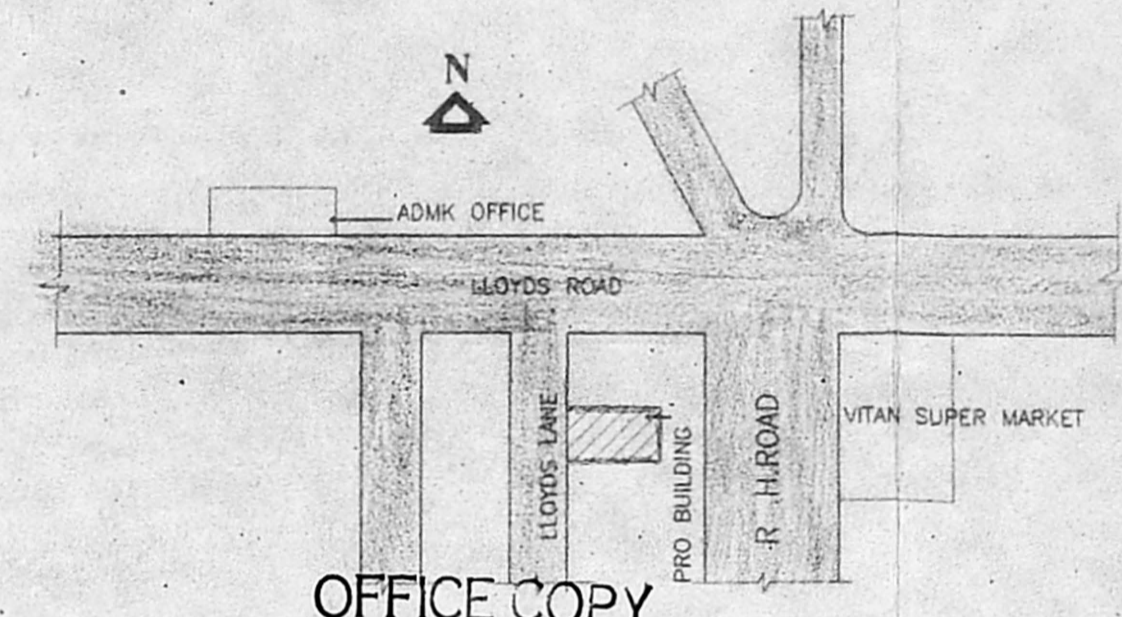 N
ADMK OFFICE
LLOYDS ROAD
LLOYDS LANE
PRO BUILDING
R H.ROAD
VITAN SUPER MARKET
OFFICE COPY